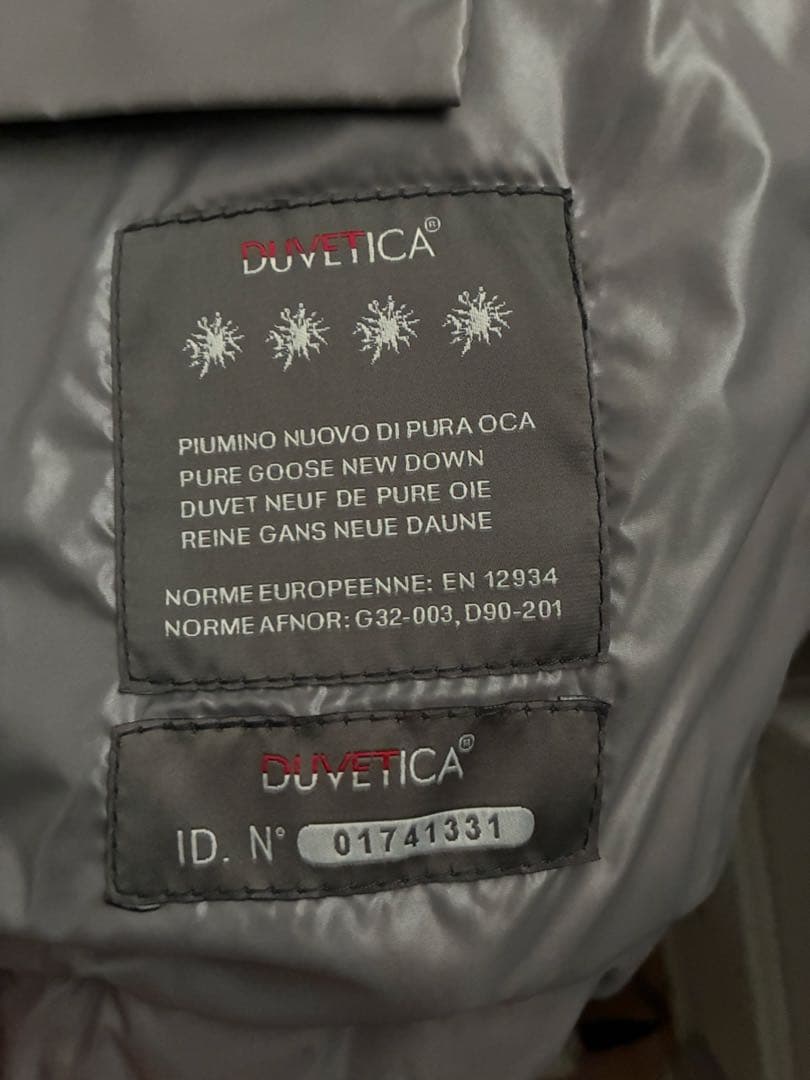 DUVETICA®
PIUMINO NUOVO DI PURA OCA
PURE GOOSE NEW DOWN
DUVET NEUF DE PURE OIE
REINE GANS NEUE DAUNE
NORME EUROPEENNE: EN 12934
NORME AFNOR: G32-003, D90-201
DUVETICA®
ID. N° 01741331